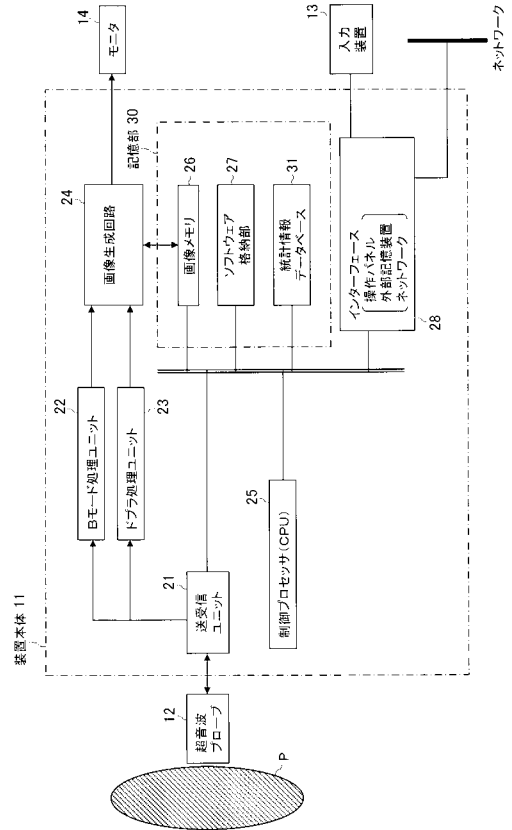 装置本体 11
P
12
超音波
プローブ
21
送受信
ユニット
22
Bモード処理ユニット
23
ドプラ処理ユニット
24
画像生成回路
14
モニタ
25
制御プロセッサ(CPU)
記憶部 30
26
画像メモリ
27
ソフトウェア
格納部
31
統計情報
データベース
28
インターフェース
操作パネル
外部記憶装置
ネットワーク
13
入力
装置
ネットワーク